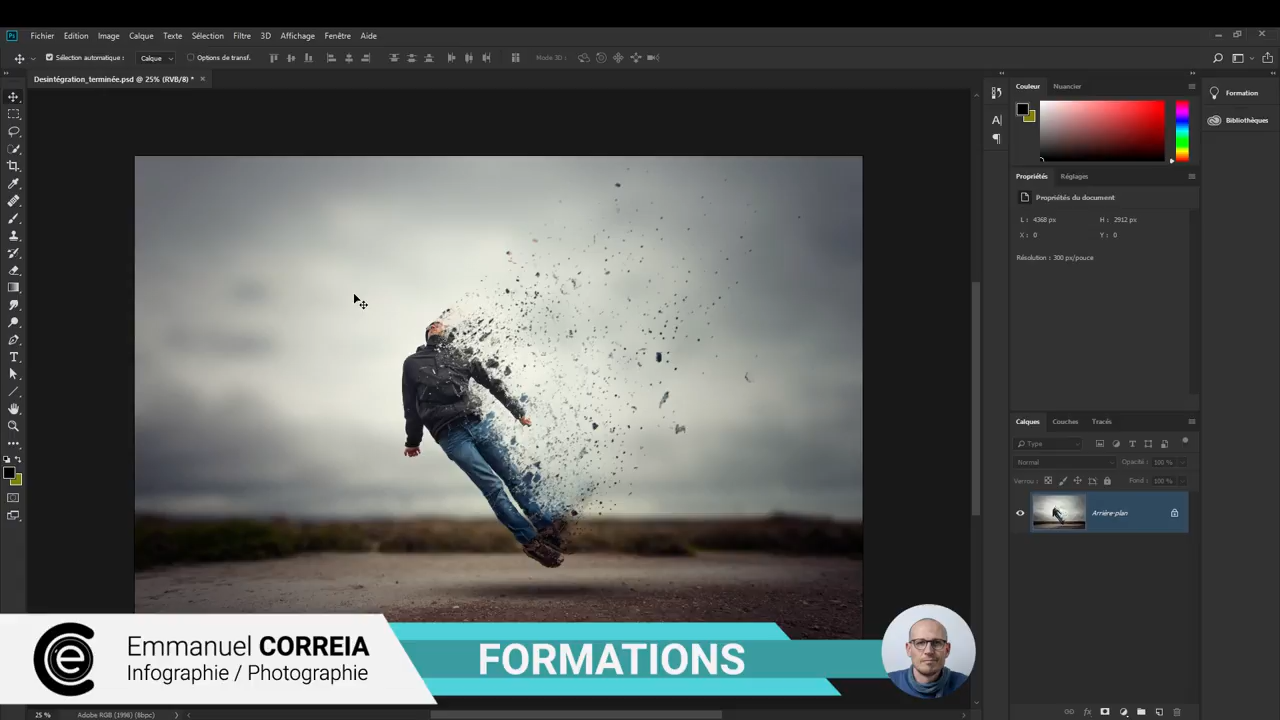 Ps Fichier Edition Image Calque Texte Sélection Filtre 3D Affichage Fenêtre Aide
Sélection automatique : Calque Options de transf. Mode 3D :
Desintégration_terminée.psd @ 25% (RVB/8) * ×
Couleur Nuancier
Formation
Bibliothèques
Propriétés Réglages
Propriétés du document
L : 4368 px H : 2912 px
X : 0 Y : 0
Résolution : 300 px/pouce
Calques Couches Tracés
Type
Normal Opacité : 100 %
Verrou : Fond : 100 %
Arrière-plan
Emmanuel CORREIA
Infographie / Photographie
FORMATIONS
25 % Adobe RGB (1998) (8bpc)